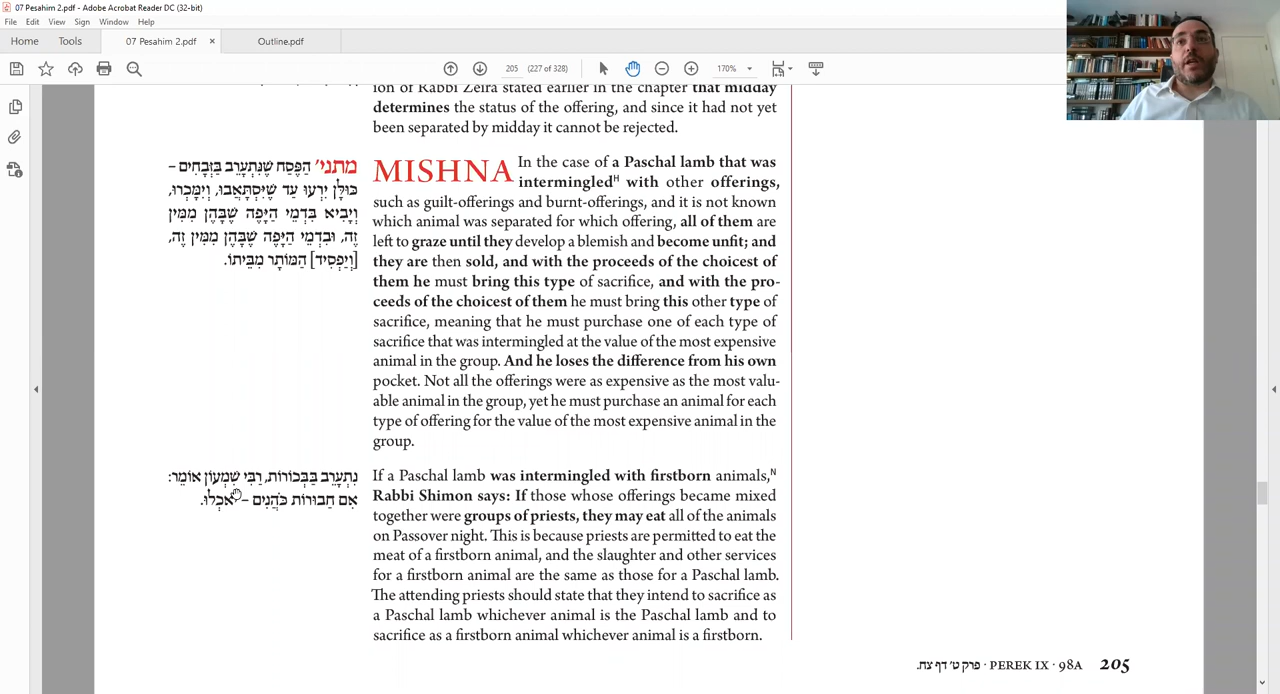 07 Pesahim 2.pdf - Adobe Acrobat Reader DC (32-bit)
File Edit View Sign Window Help
Home Tools 07 Pesahim 2.pdf × Outline.pdf
205 (227 of 328) 170%
ion of Rabbi Zeira stated earlier in the chapter that midday
determines the status of the offering, and since it had not yet
been separated by midday it cannot be rejected.
מתני׳ הַפֶּסַח שֶׁנִּתְעָרֵב בַּזְּבָחִים –
כּוּלָּן יִרְעוּ עַד שֶׁיִּסְתָּאֲבוּ, וְיִמָּכְרוּ,
וְיָבִיא בִּדְמֵי הַיָּפֶה שֶׁבָּהֶן מִמִּין
זֶה, וּבִדְמֵי הַיָּפֶה שֶׁבָּהֶן מִמִּין זֶה,
[וְיַפְסִיד] הַמּוֹתָר מִבֵּיתוֹ.
MISHNA In the case of a Paschal lamb that was
intermingledᴴ with other offerings,
such as guilt-offerings and burnt-offerings, and it is not known
which animal was separated for which offering, all of them are
left to graze until they develop a blemish and become unfit; and
they are then sold, and with the proceeds of the choicest of
them he must bring this type of sacrifice, and with the pro-
ceeds of the choicest of them he must bring this other type of
sacrifice, meaning that he must purchase one of each type of
sacrifice that was intermingled at the value of the most expensive
animal in the group. And he loses the difference from his own
pocket. Not all the offerings were as expensive as the most valu-
able animal in the group, yet he must purchase an animal for each
type of offering for the value of the most expensive animal in the
group.
נִתְעָרֵב בַּבְּכוֹרוֹת, רַבִּי שִׁמְעוֹן אוֹמֵר:
אִם חֲבוּרוֹת כֹּהֲנִים – יֹאכְלוּ.
If a Paschal lamb was intermingled with firstborn animals,ᴺ
Rabbi Shimon says: If those whose offerings became mixed
together were groups of priests, they may eat all of the animals
on Passover night. This is because priests are permitted to eat the
meat of a firstborn animal, and the slaughter and other services
for a firstborn animal are the same as those for a Paschal lamb.
The attending priests should state that they intend to sacrifice as
a Paschal lamb whichever animal is the Paschal lamb and to
sacrifice as a firstborn animal whichever animal is a firstborn.
פרק ט׳ דף צח. · PEREK IX · 98A 205